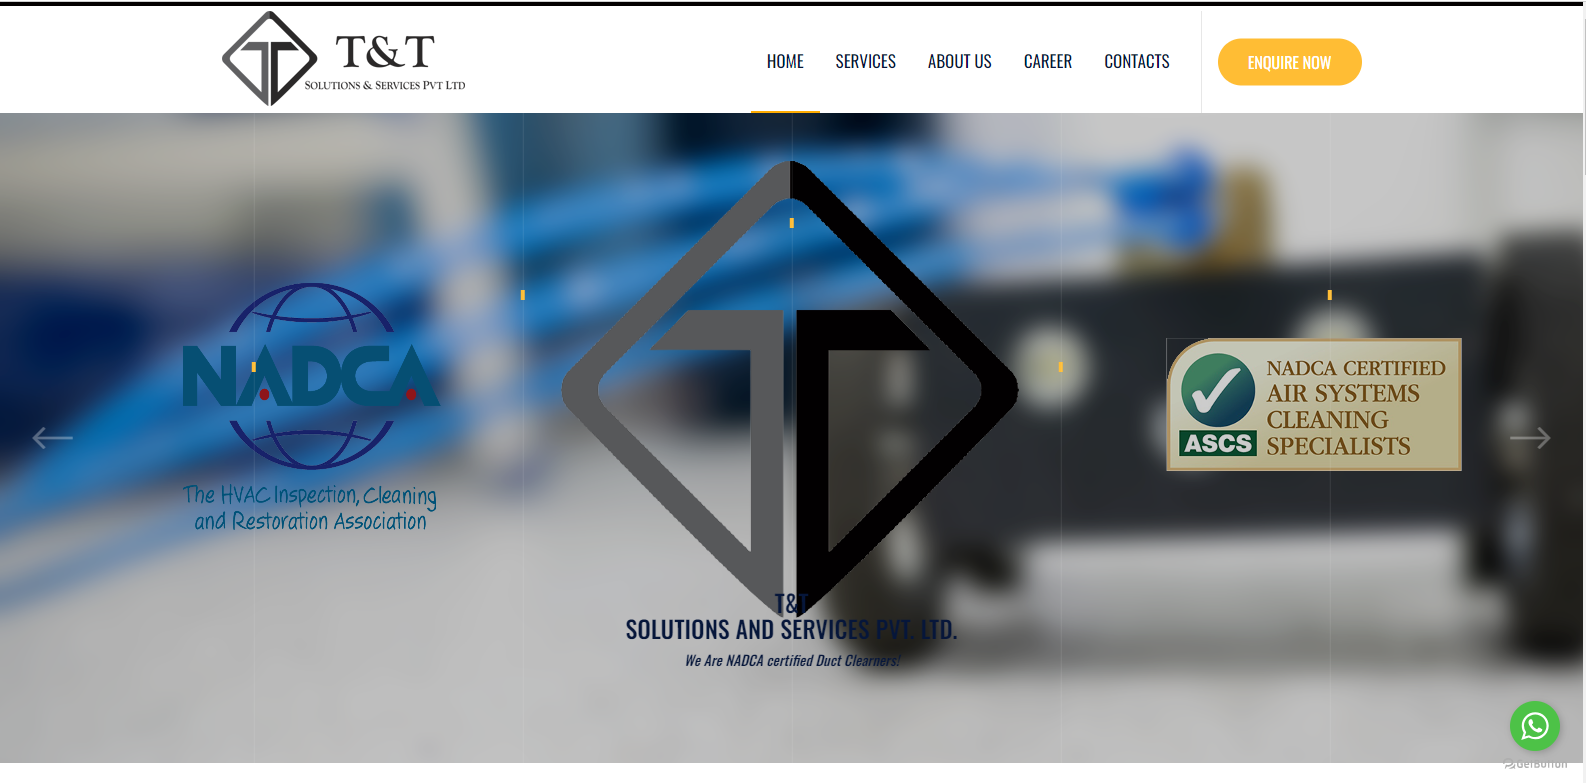 T&T
SOLUTIONS & SERVICES PVT LTD
HOME
SERVICES
ABOUT US
CAREER
CONTACTS
ENQUIRE NOW
NADCA
The HVAC Inspection, Cleaning
and Restoration Association
NADCA CERTIFIED
AIR SYSTEMS
CLEANING
SPECIALISTS
ASCS
T&T
SOLUTIONS AND SERVICES PVT. LTD.
We Are NADCA certified Duct Clearners!
GetButton